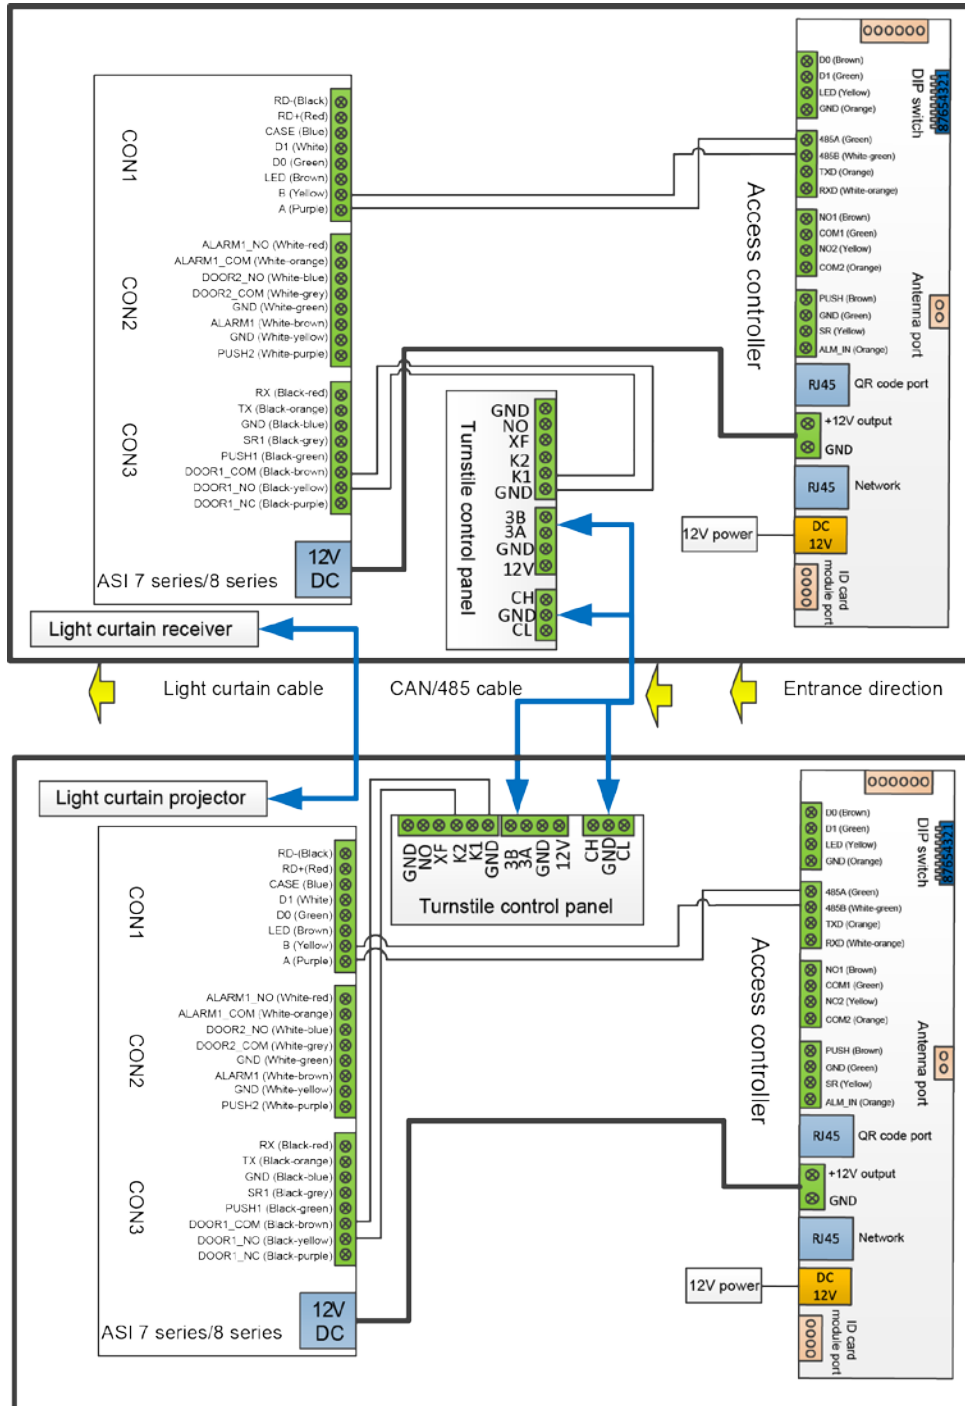 RD-(Black)
RD+(Red)
CASE (Blue)
D1 (White)
D0 (Green)
LED (Brown)
B (Yellow)
A (Purple)
CON1
ALARM1_NO (White-red)
ALARM1_COM (White-orange)
DOOR2_NO (White-blue)
DOOR2_COM (White-grey)
GND (White-green)
ALARM1 (White-brown)
GND (White-yellow)
PUSH2 (White-purple)
CON2
RX (Black-red)
TX (Black-orange)
GND (Black-blue)
SR1 (Black-grey)
PUSH1 (Black-green)
DOOR1_COM (Black-brown)
DOOR1_NO (Black-yellow)
DOOR1_NC (Black-purple)
CON3
12V
DC
ASI 7 series/8 series
Light curtain receiver
GND
NO
XF
K2
K1
GND
3B
3A
GND
12V
CH
GND
CL
Turnstile control panel
D0 (Brown)
D1 (Green)
LED (Yellow)
GND (Orange)
DIP switch
87654321
485A (Green)
485B (White-green)
TXD (Orange)
RXD (White-orange)
Access controller
NO1 (Brown)
COM1 (Green)
NO2 (Yellow)
COM2 (Orange)
Antenna port
PUSH (Brown)
GND (Green)
SR (Yellow)
ALM_IN (Orange)
RJ45
QR code port
+12V output
GND
RJ45
Network
12V power
DC
12V
ID card
module port
Light curtain cable
CAN/485 cable
Entrance direction
Light curtain projector
RD-(Black)
RD+(Red)
CASE (Blue)
D1 (White)
D0 (Green)
LED (Brown)
B (Yellow)
A (Purple)
CON1
ALARM1_NO (White-red)
ALARM1_COM (White-orange)
DOOR2_NO (White-blue)
DOOR2_COM (White-grey)
GND (White-green)
ALARM1 (White-brown)
GND (White-yellow)
PUSH2 (White-purple)
CON2
RX (Black-red)
TX (Black-orange)
GND (Black-blue)
SR1 (Black-grey)
PUSH1 (Black-green)
DOOR1_COM (Black-brown)
DOOR1_NO (Black-yellow)
DOOR1_NC (Black-purple)
CON3
12V
DC
ASI 7 series/8 series
GND
NO
XF
K2
K1
GND
3B
3A
GND
12V
CH
GND
CL
Turnstile control panel
D0 (Brown)
D1 (Green)
LED (Yellow)
GND (Orange)
DIP switch
87654321
485A (Green)
485B (White-green)
TXD (Orange)
RXD (White-orange)
Access controller
NO1 (Brown)
COM1 (Green)
NO2 (Yellow)
COM2 (Orange)
Antenna port
PUSH (Brown)
GND (Green)
SR (Yellow)
ALM_IN (Orange)
RJ45
QR code port
+12V output
GND
RJ45
Network
12V power
DC
12V
ID card
module port